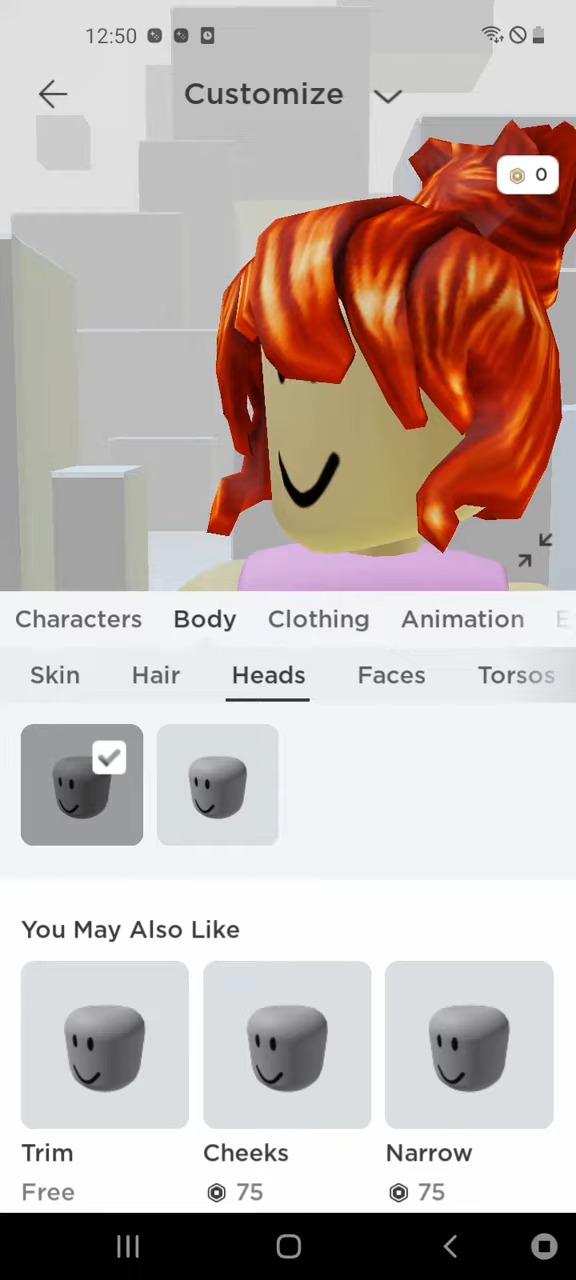 12:50
Customize
0
Characters Body Clothing Animation E
Skin Hair Heads Faces Torsos
You May Also Like
Trim Cheeks Narrow
Free 75 75